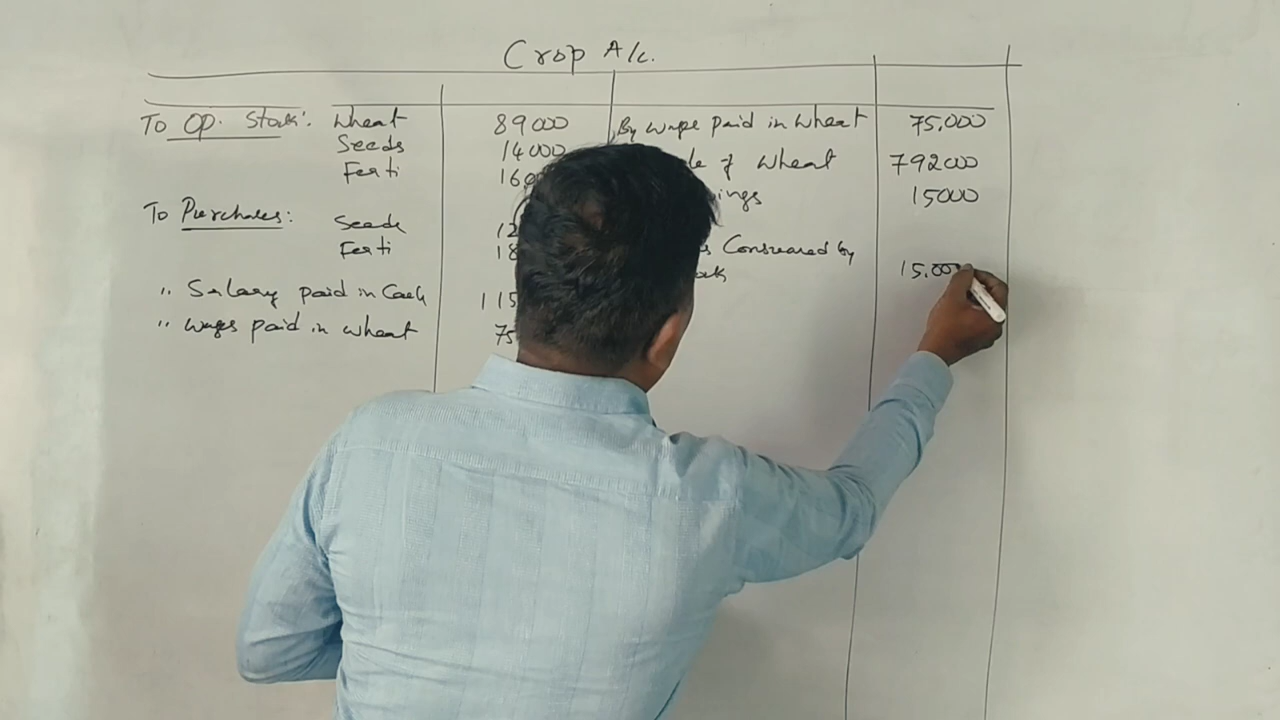 Crop A/c.
To Op. Stock: Wheat 89000 By wage paid in wheat 75,000
Seeds 14000 of wheat 792000
Ferti 15000
To Purchases:
Seeds
Ferti Consumed by
" Salary paid in Cash 15,000
" wages paid in wheat